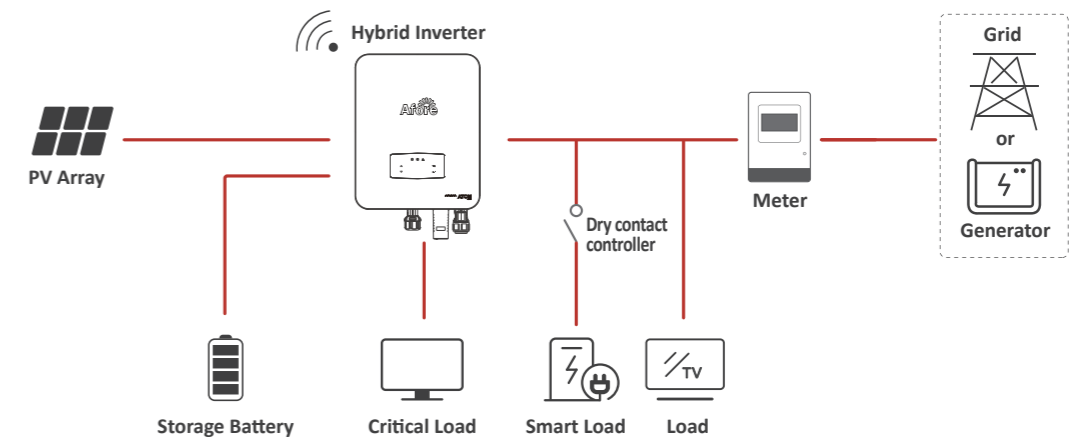 Hybrid Inverter
Grid
Afore
PV Array
or
Meter
Dry contact
controller
Generator
TV
Storage Battery
Critical Load
Smart Load
Load